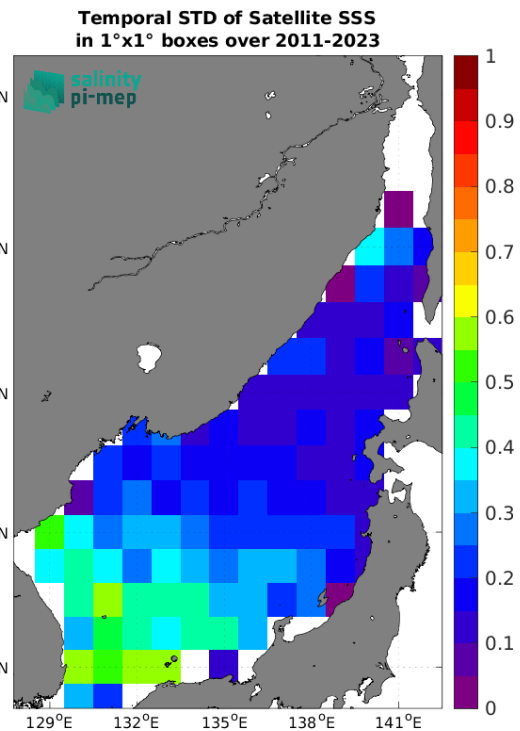 Temporal STD of Satellite SSS
in 1°x1° boxes over 2011-2023
salinity
pi-mep
N
N
N
N
N
1
0.9
0.8
0.7
0.6
0.5
0.4
0.3
0.2
0.1
0
129°E 132°E 135°E 138°E 141°E